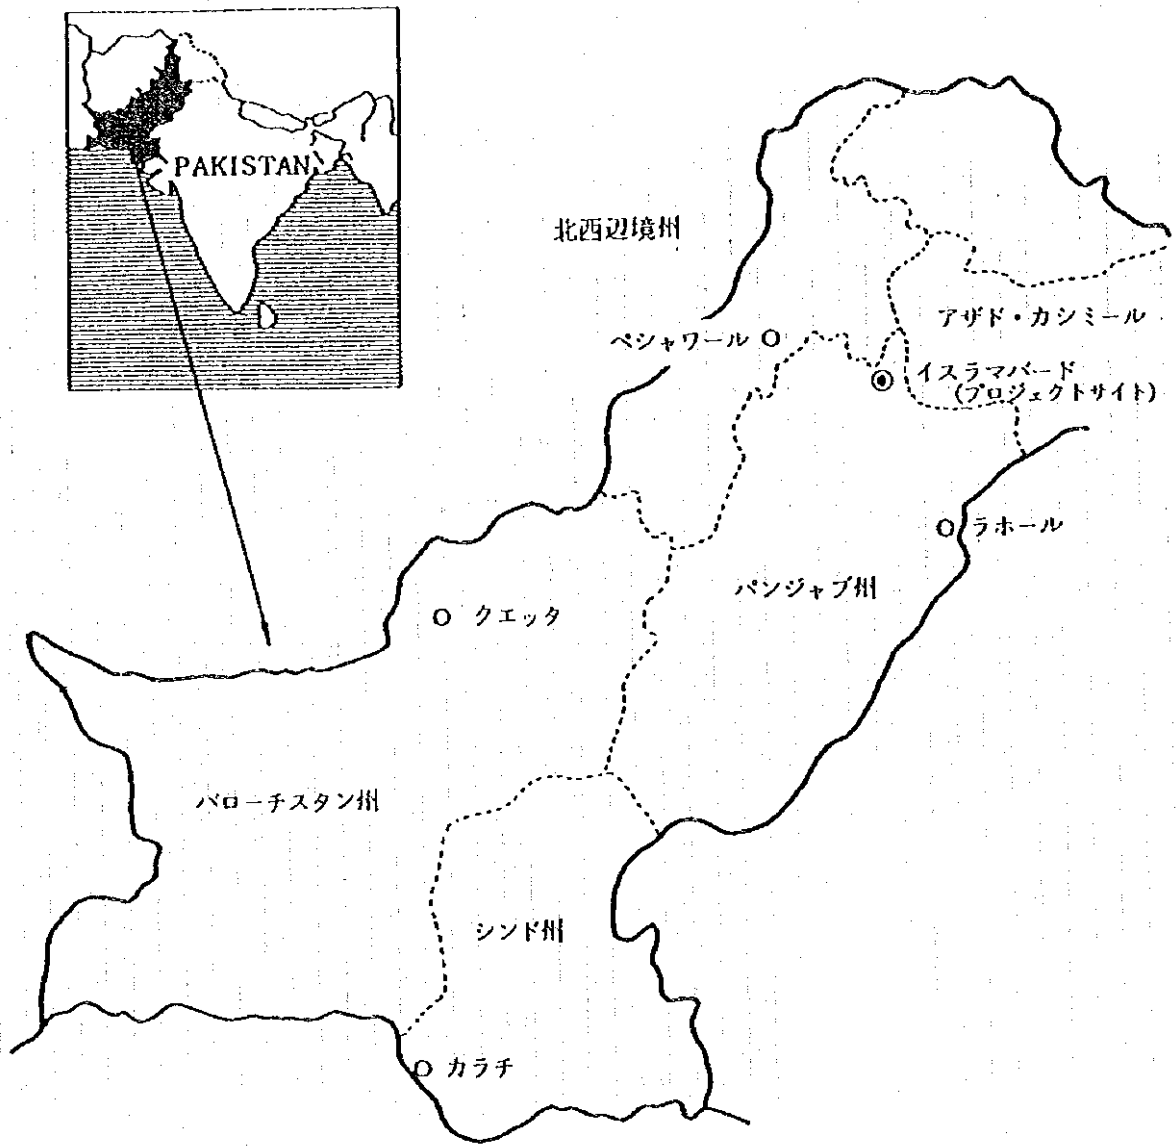 PAKISTAN
北西辺境州
ペシャワール
アザド・カシミール
イスラマバード
(プロジェクトサイト)
ラホール
パンジャブ州
クエッタ
バローチスタン州
シンド州
カラチ